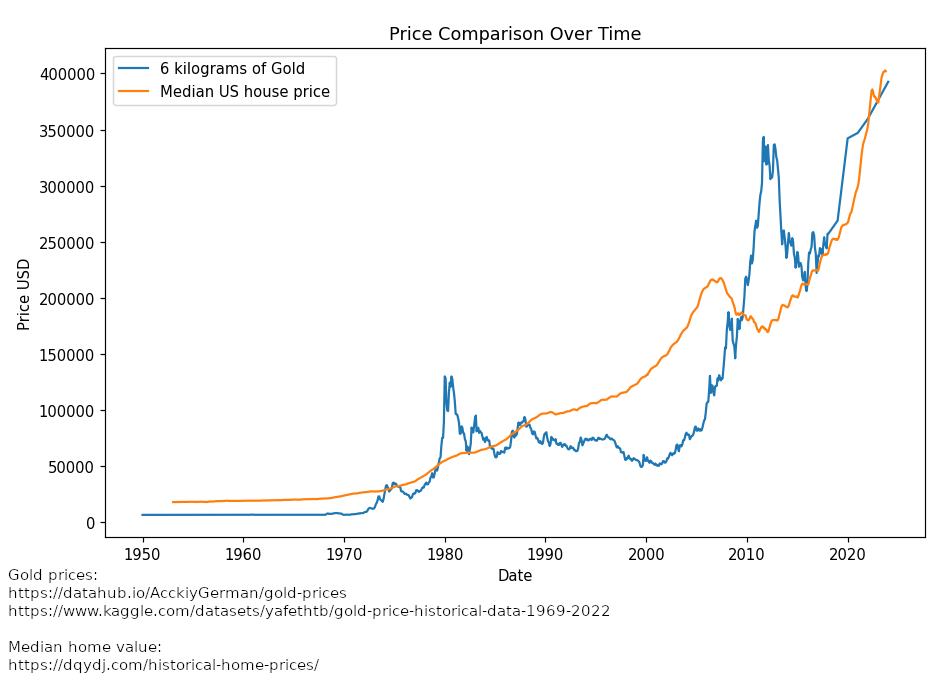 Price Comparison Over Time
6 kilograms of Gold
Median US house price
Price USD
400000
350000
300000
250000
200000
150000
100000
50000
0
1950 1960 1970 1980 1990 2000 2010 2020
Date
Gold prices:
https://datahub.io/AcckiyGerman/gold-prices
https://www.kaggle.com/datasets/yafethtb/gold-price-historical-data-1969-2022
Median home value:
https://dqydj.com/historical-home-prices/